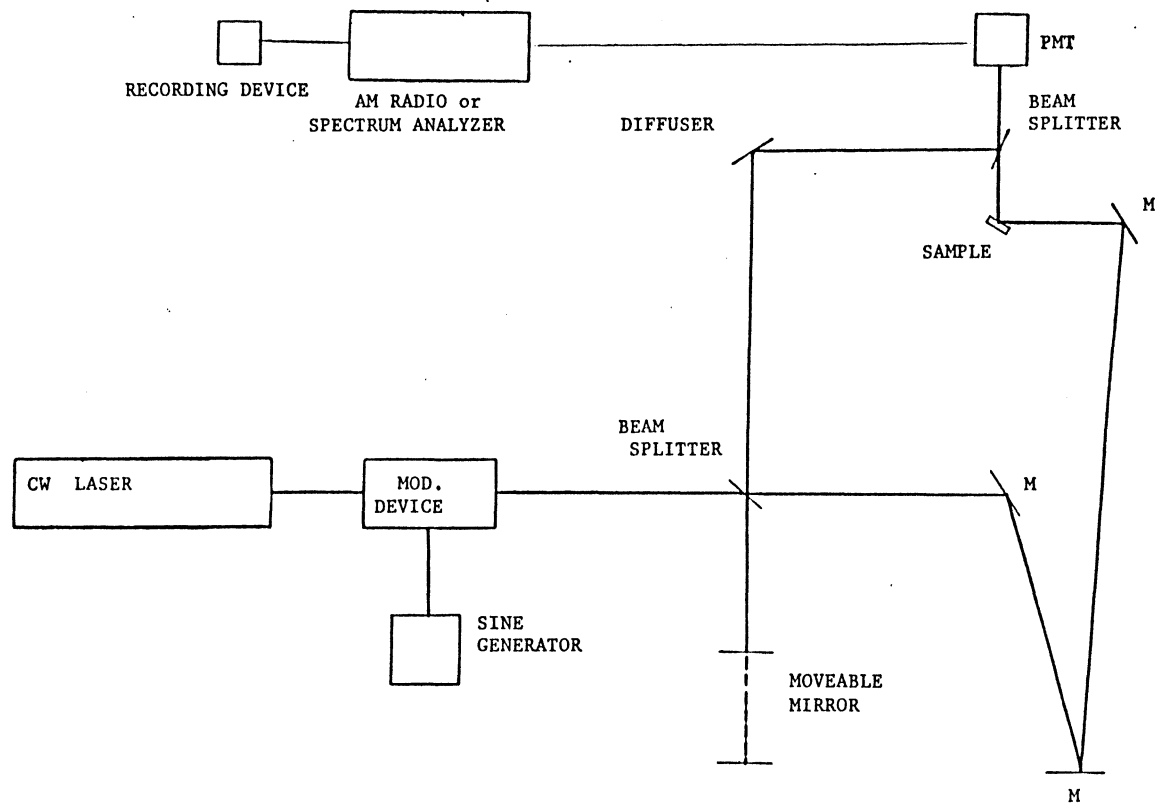 PMT
RECORDING DEVICE
AM RADIO or
SPECTRUM ANALYZER
DIFFUSER
BEAM
SPLITTER
M
SAMPLE
BEAM
SPLITTER
CW LASER
MOD.
DEVICE
M
SINE
GENERATOR
MOVEABLE
MIRROR
M